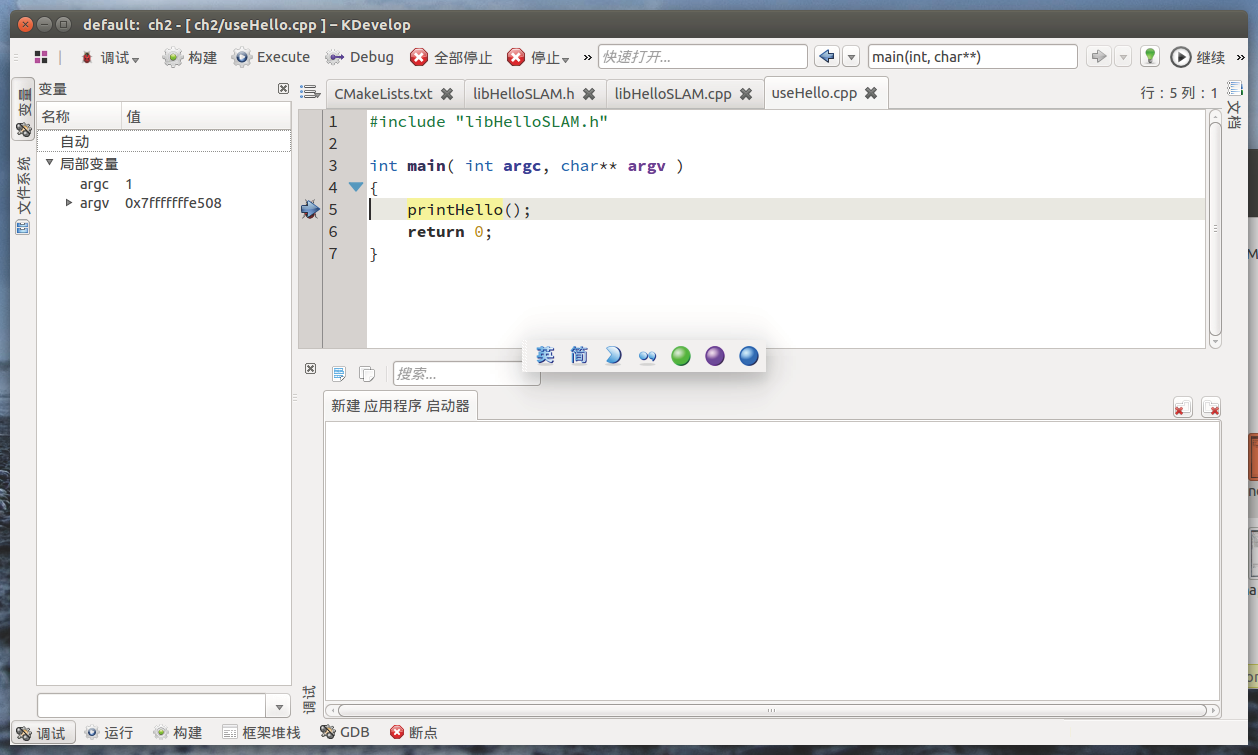 default: ch2 - [ ch2/useHello.cpp ] – KDevelop
调试 构建 Execute Debug 全部停止 停止 » 快速打开... main(int, char**) 继续 »
变量
文件系统
变量
名称 值
自动
局部变量
argc 1
argv 0x7fffffffe508
CMakeLists.txt libHelloSLAM.h libHelloSLAM.cpp useHello.cpp 行：5 列：1
文档
1 #include "libHelloSLAM.h"
2
3 int main( int argc, char** argv )
4 {
5 printHello();
6 return 0;
7 }
英 简
搜索...
新建 应用程序 启动器
调试
调试 运行 构建 框架堆栈 GDB 断点